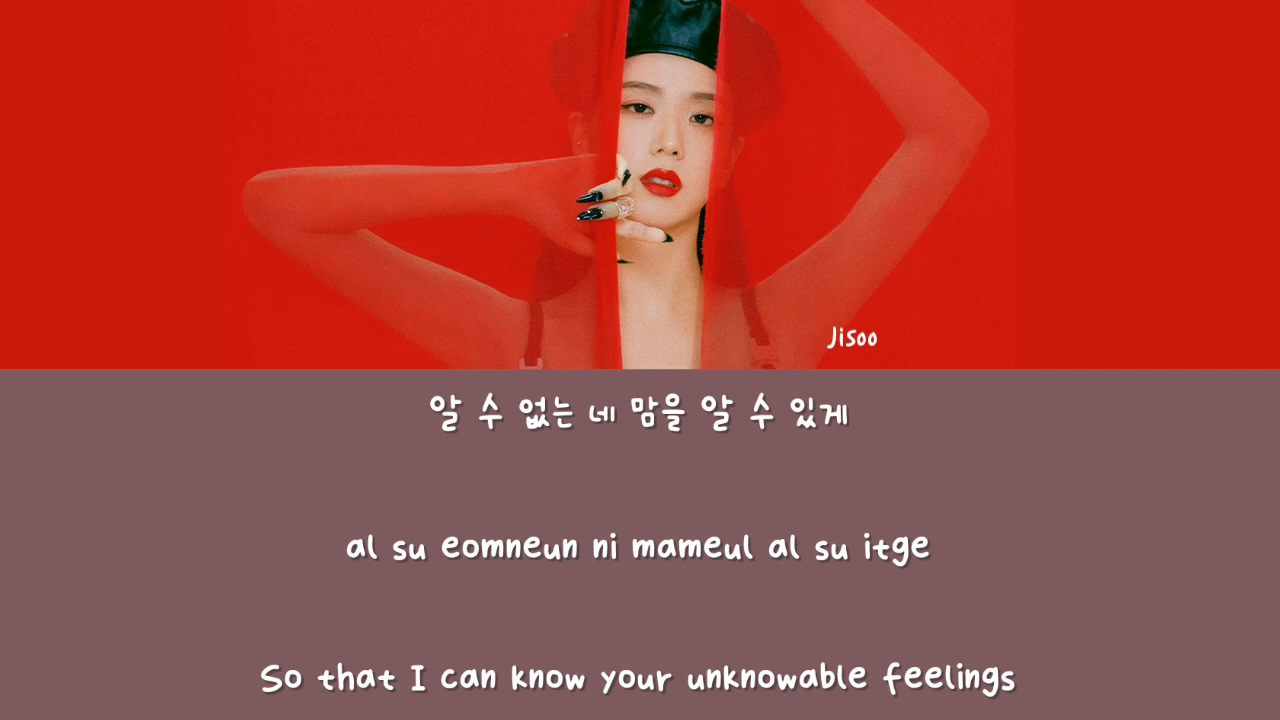 Jisoo
알 수 없는 네 맘을 알 수 있게
al su eomneun ni mameul al su itge
So that I can know your unknowable feelings